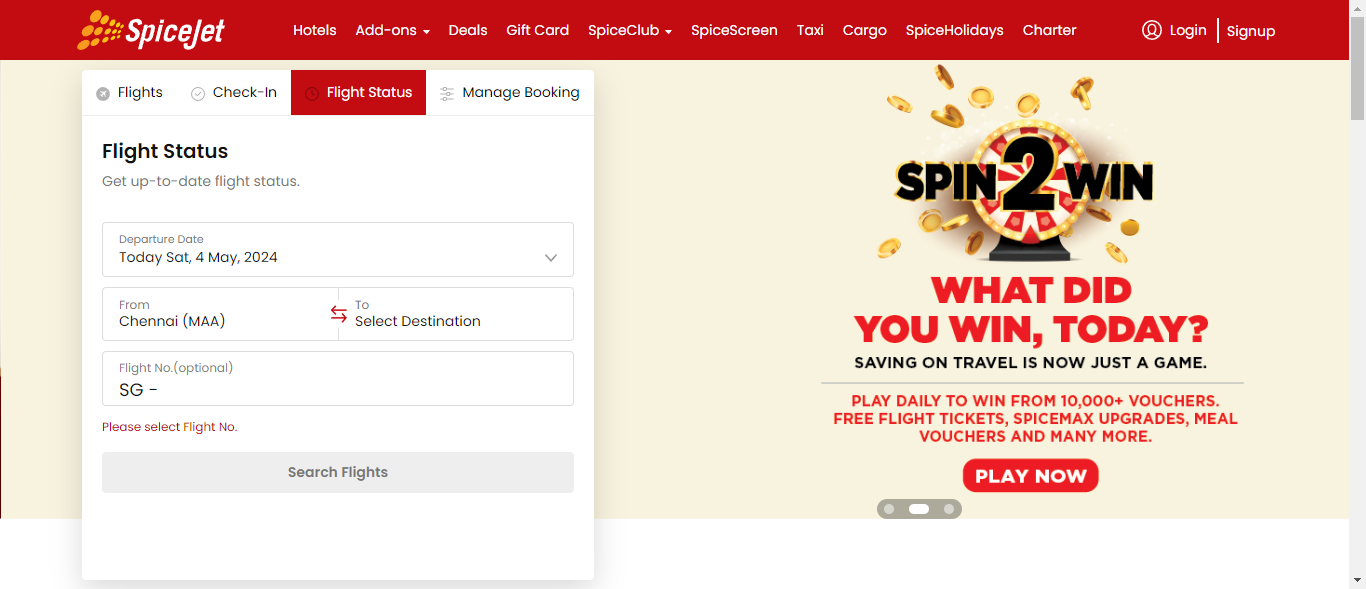 SpiceJet
Hotels Add-ons Deals Gift Card SpiceClub SpiceScreen Taxi Cargo SpiceHolidays Charter Login Signup
Flights Check-In Flight Status Manage Booking
Flight Status
Get up-to-date flight status.
Departure Date
Today Sat, 4 May, 2024
From To
Chennai (MAA) Select Destination
Flight No.(optional)
SG -
Please select Flight No.
Search Flights
SPIN 2 WIN
WHAT DID
YOU WIN, TODAY?
SAVING ON TRAVEL IS NOW JUST A GAME.
PLAY DAILY TO WIN FROM 10,000+ VOUCHERS.
FREE FLIGHT TICKETS, SPICEMAX UPGRADES, MEAL
VOUCHERS AND MANY MORE.
PLAY NOW